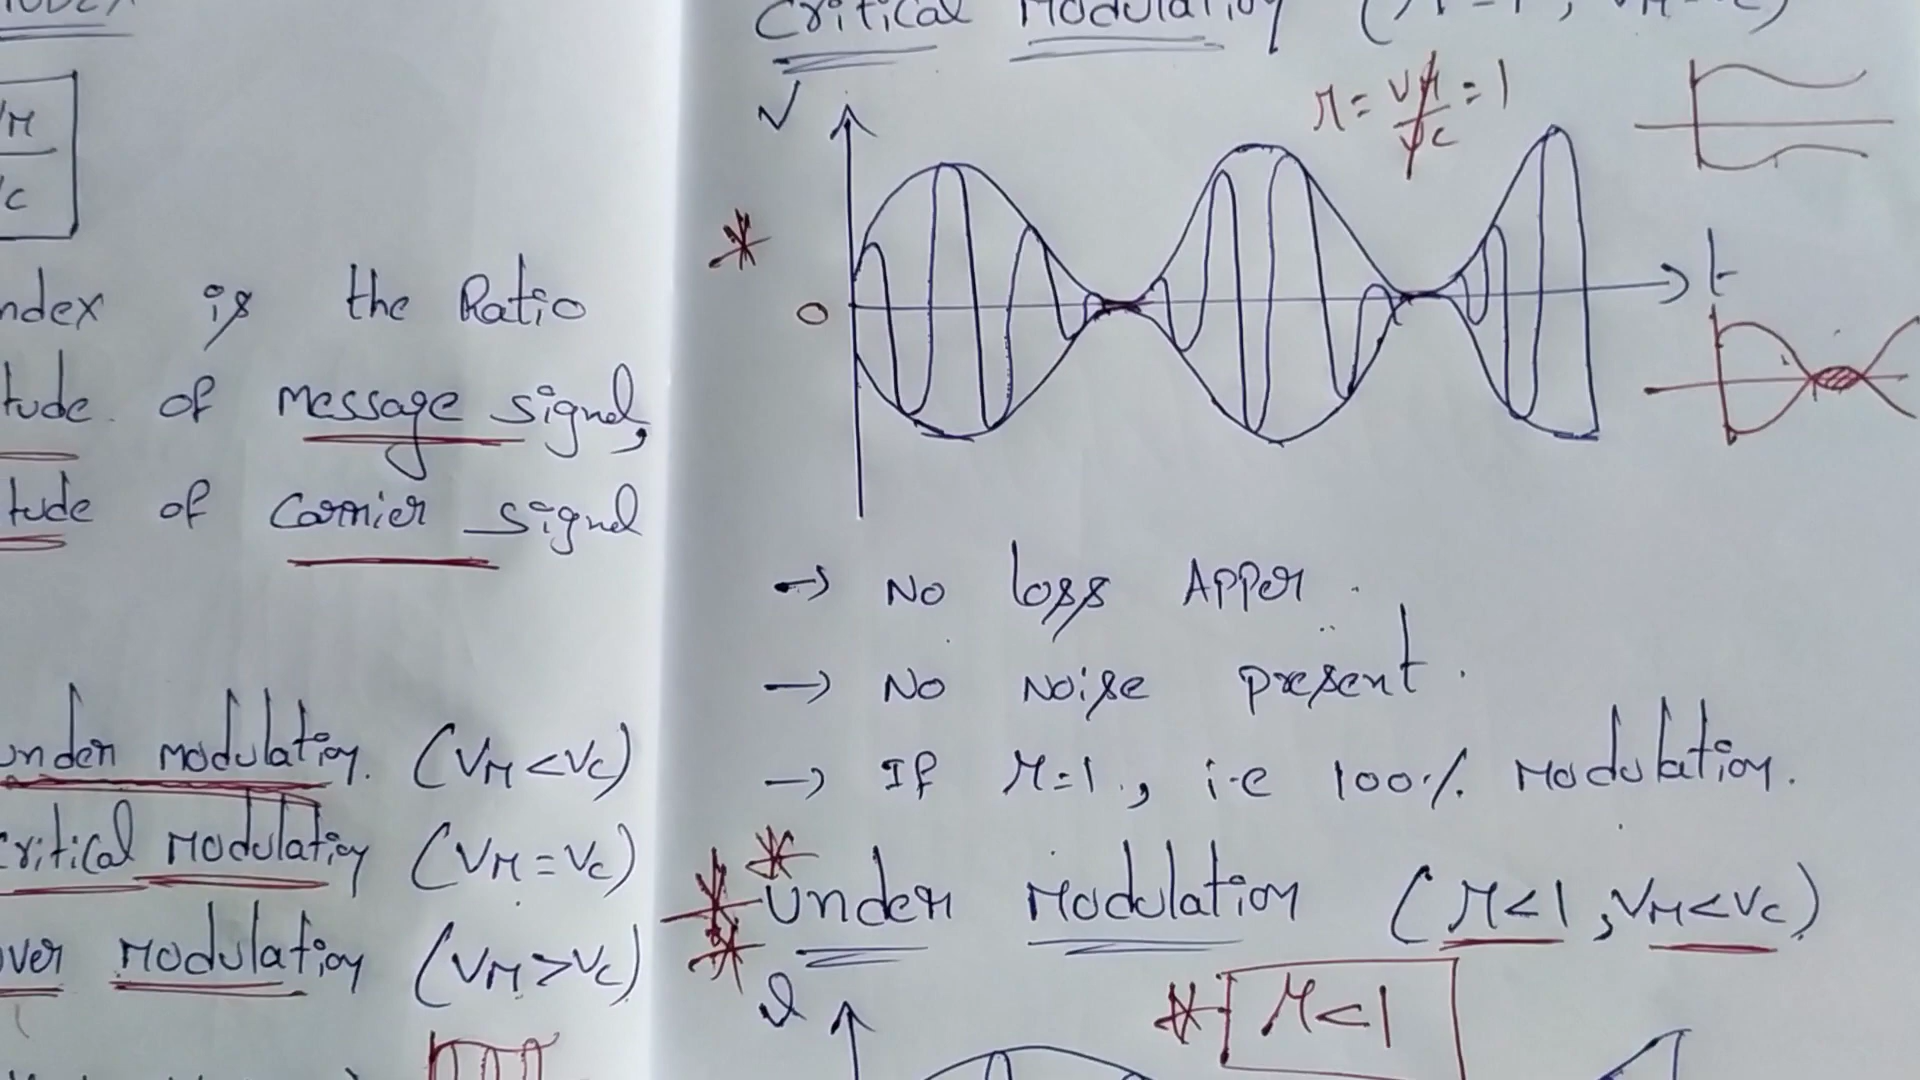 ndex is the Ratio
tude of message signal,
tude of Carrier signal
under modulation. (VM < VC)
critical Modulation (VM = VC)
over Modulation (VM > VC)
Critical Modulation
V
M = VM/VC = 1
0
t
→ No loss Apper.
→ No Noise present.
→ If M=1, i.e 100% Modulation.
Under Modulation (M<1, VM<VC)
M<1